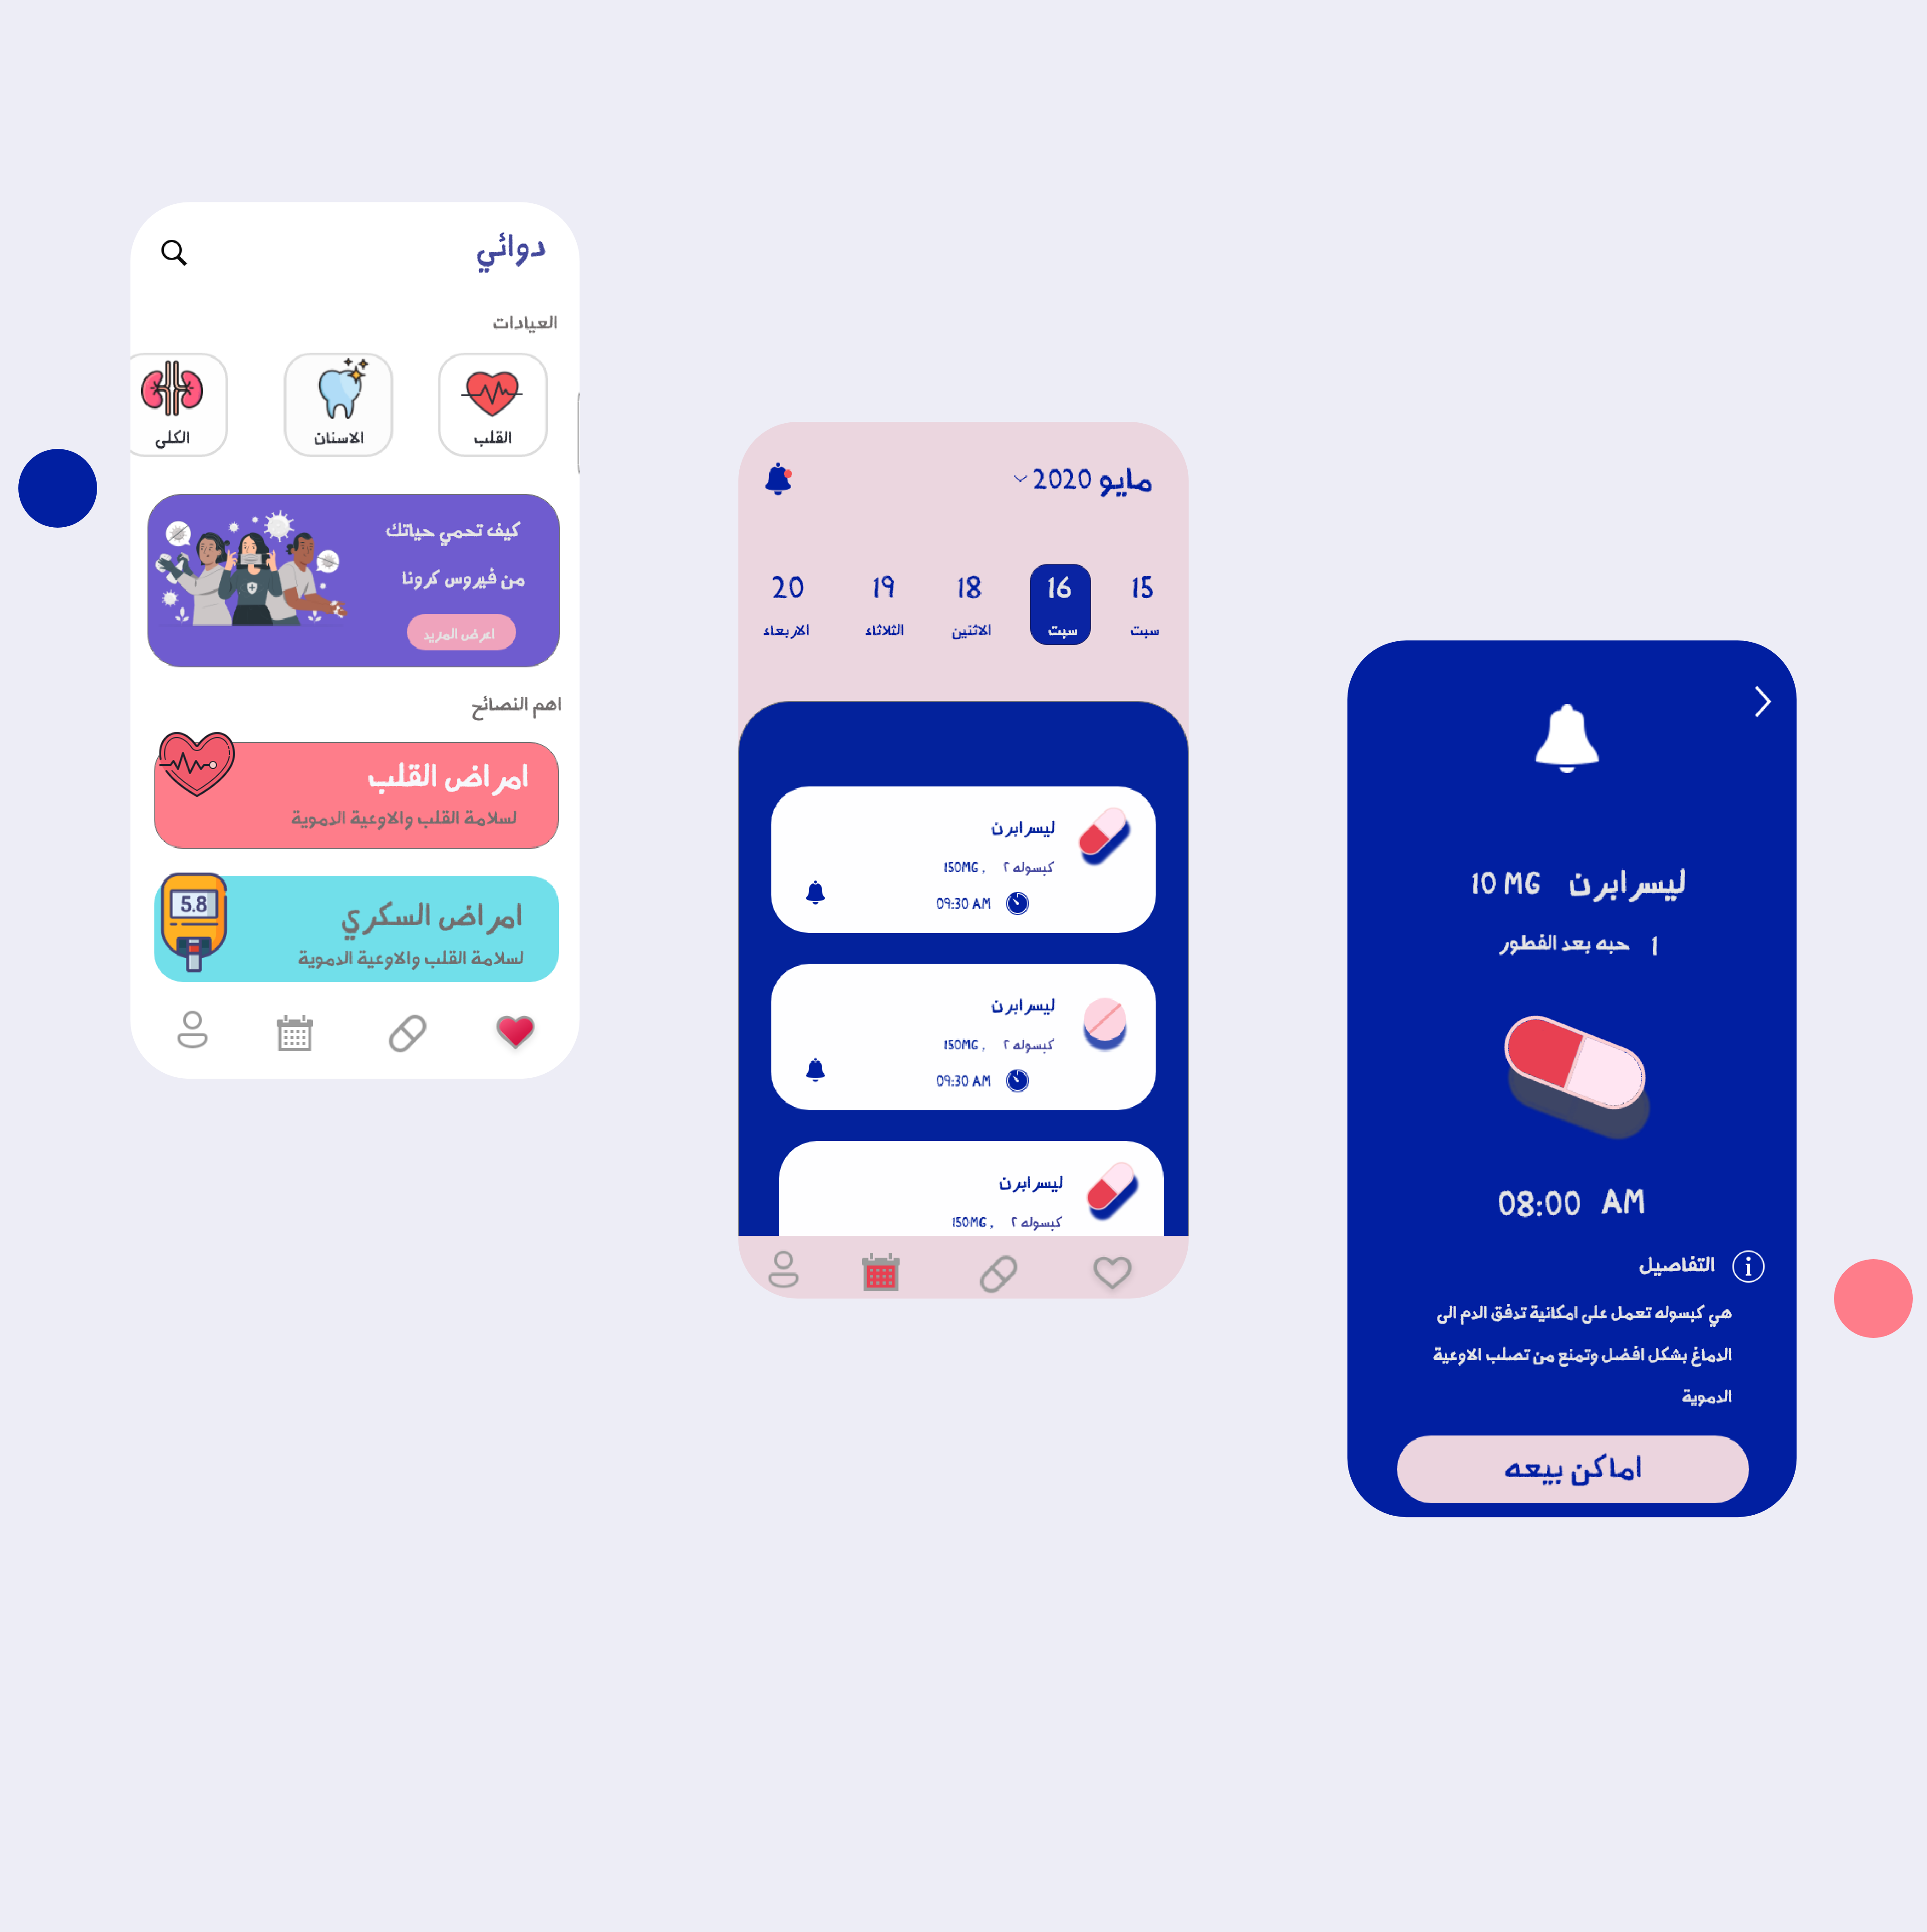 دوائي
العيادات
القلب
الاسنان
الكلى
كيف تحمي حياتك
من فيروس كرونا
اعرض المزيد
اهم النصائح
امراض القلب
لسلامة القلب والاوعية الدموية
5.8
امراض السكري
لسلامة القلب والاوعية الدموية
مايو 2020
15 16 18 19 20
سبت سبت الاثنين الثلاثاء الاربعاء
ليسرابرن
كبسوله ٢ , 150MG
09:30 AM
ليسرابرن
كبسوله ٢ , 150MG
09:30 AM
ليسرابرن
كبسوله ٢ , 150MG
ليسرابرن 10 MG
1 حبه بعد الفطور
08:00 AM
التفاصيل
هي كبسوله تعمل على امكانية تدفق الدم الى
الدماغ بشكل افضل وتمنع من تصلب الاوعية
الدموية
اماكن بيعه